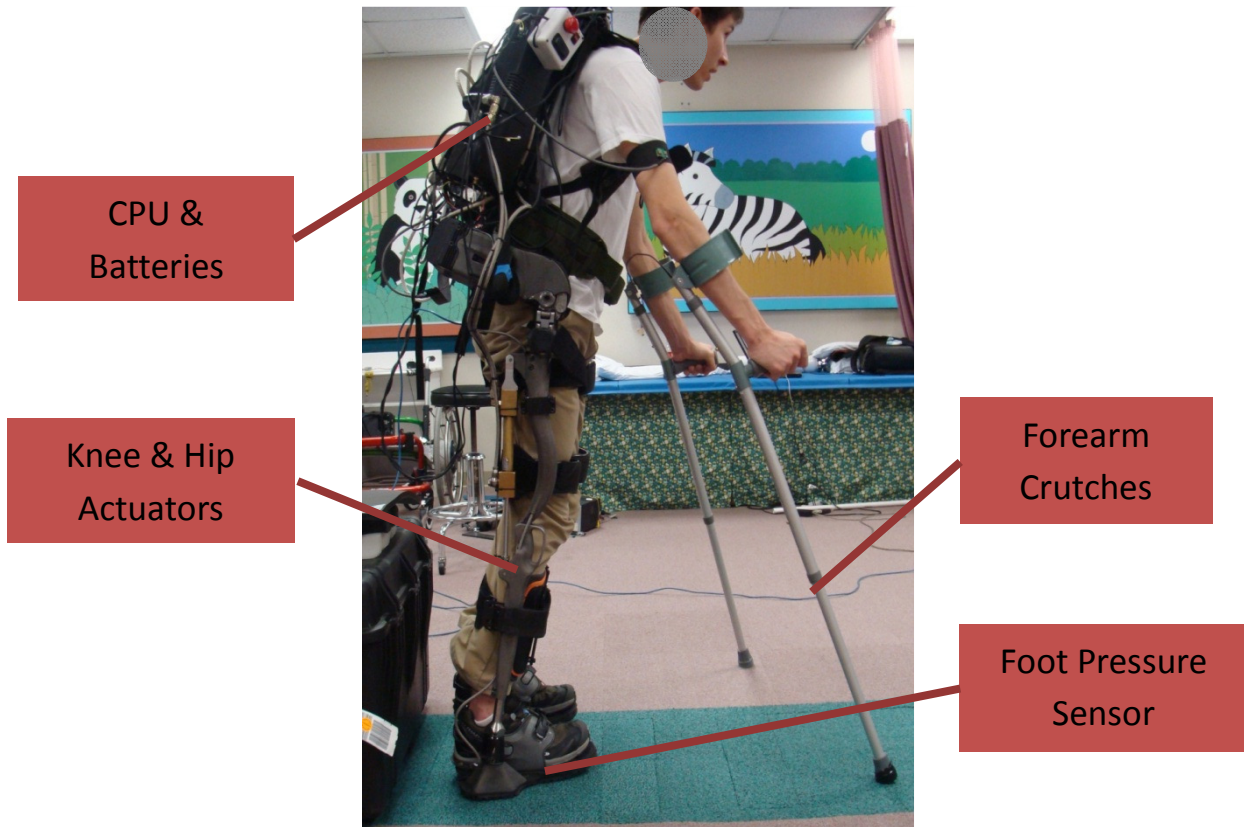 CPU &
Batteries
Knee & Hip
Actuators
Forearm
Crutches
Foot Pressure
Sensor